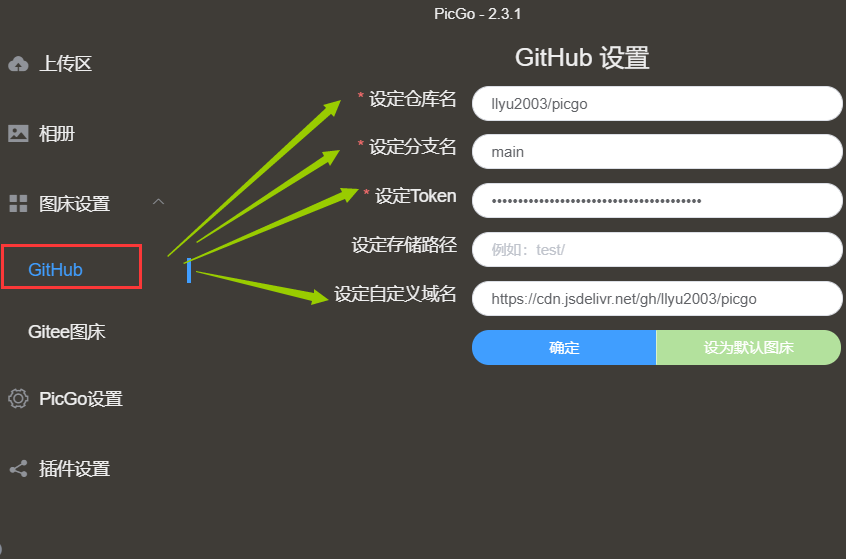 PicGo - 2.3.1
上传区
相册
图床设置
GitHub
Gitee图床
PicGo设置
插件设置
GitHub 设置
* 设定仓库名 llyu2003/picgo
* 设定分支名 main
* 设定Token ••••••••••••••••••••••••••••••••••••••••
设定存储路径 例如：test/
设定自定义域名 https://cdn.jsdelivr.net/gh/llyu2003/picgo
确定 设为默认图床